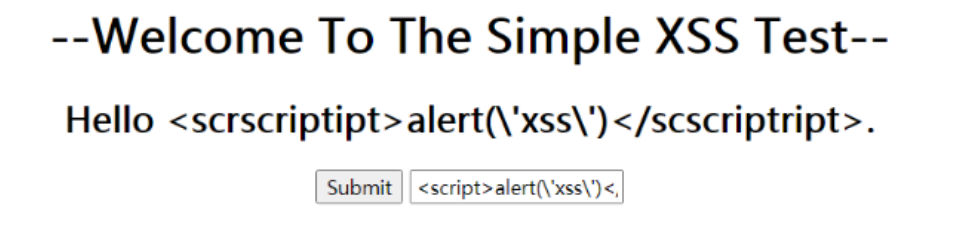 --Welcome To The Simple XSS Test--
Hello <scrscriptipt>alert(\'xss\')</scscriptript>.
Submit <script>alert(\'xss\')<,